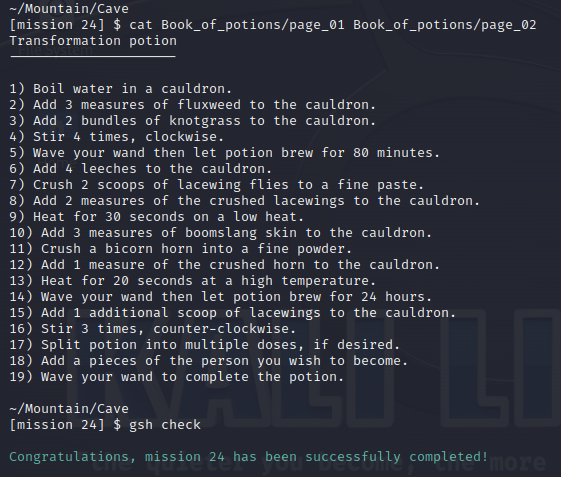 ~/Mountain/Cave
[mission 24] $ cat Book_of_potions/page_01 Book_of_potions/page_02
Transformation potion
---------------------
1) Boil water in a cauldron.
2) Add 3 measures of fluxweed to the cauldron.
3) Add 2 bundles of knotgrass to the cauldron.
4) Stir 4 times, clockwise.
5) Wave your wand then let potion brew for 80 minutes.
6) Add 4 leeches to the cauldron.
7) Crush 2 scoops of lacewing flies to a fine paste.
8) Add 2 measures of the crushed lacewings to the cauldron.
9) Heat for 30 seconds on a low heat.
10) Add 3 measures of boomslang skin to the cauldron.
11) Crush a bicorn horn into a fine powder.
12) Add 1 measure of the crushed horn to the cauldron.
13) Heat for 20 seconds at a high temperature.
14) Wave your wand then let potion brew for 24 hours.
15) Add 1 additional scoop of lacewings to the cauldron.
16) Stir 3 times, counter-clockwise.
17) Split potion into multiple doses, if desired.
18) Add a pieces of the person you wish to become.
19) Wave your wand to complete the potion.
~/Mountain/Cave
[mission 24] $ gsh check
Congratulations, mission 24 has been successfully completed!
KALI LI
the quieter you become, the more